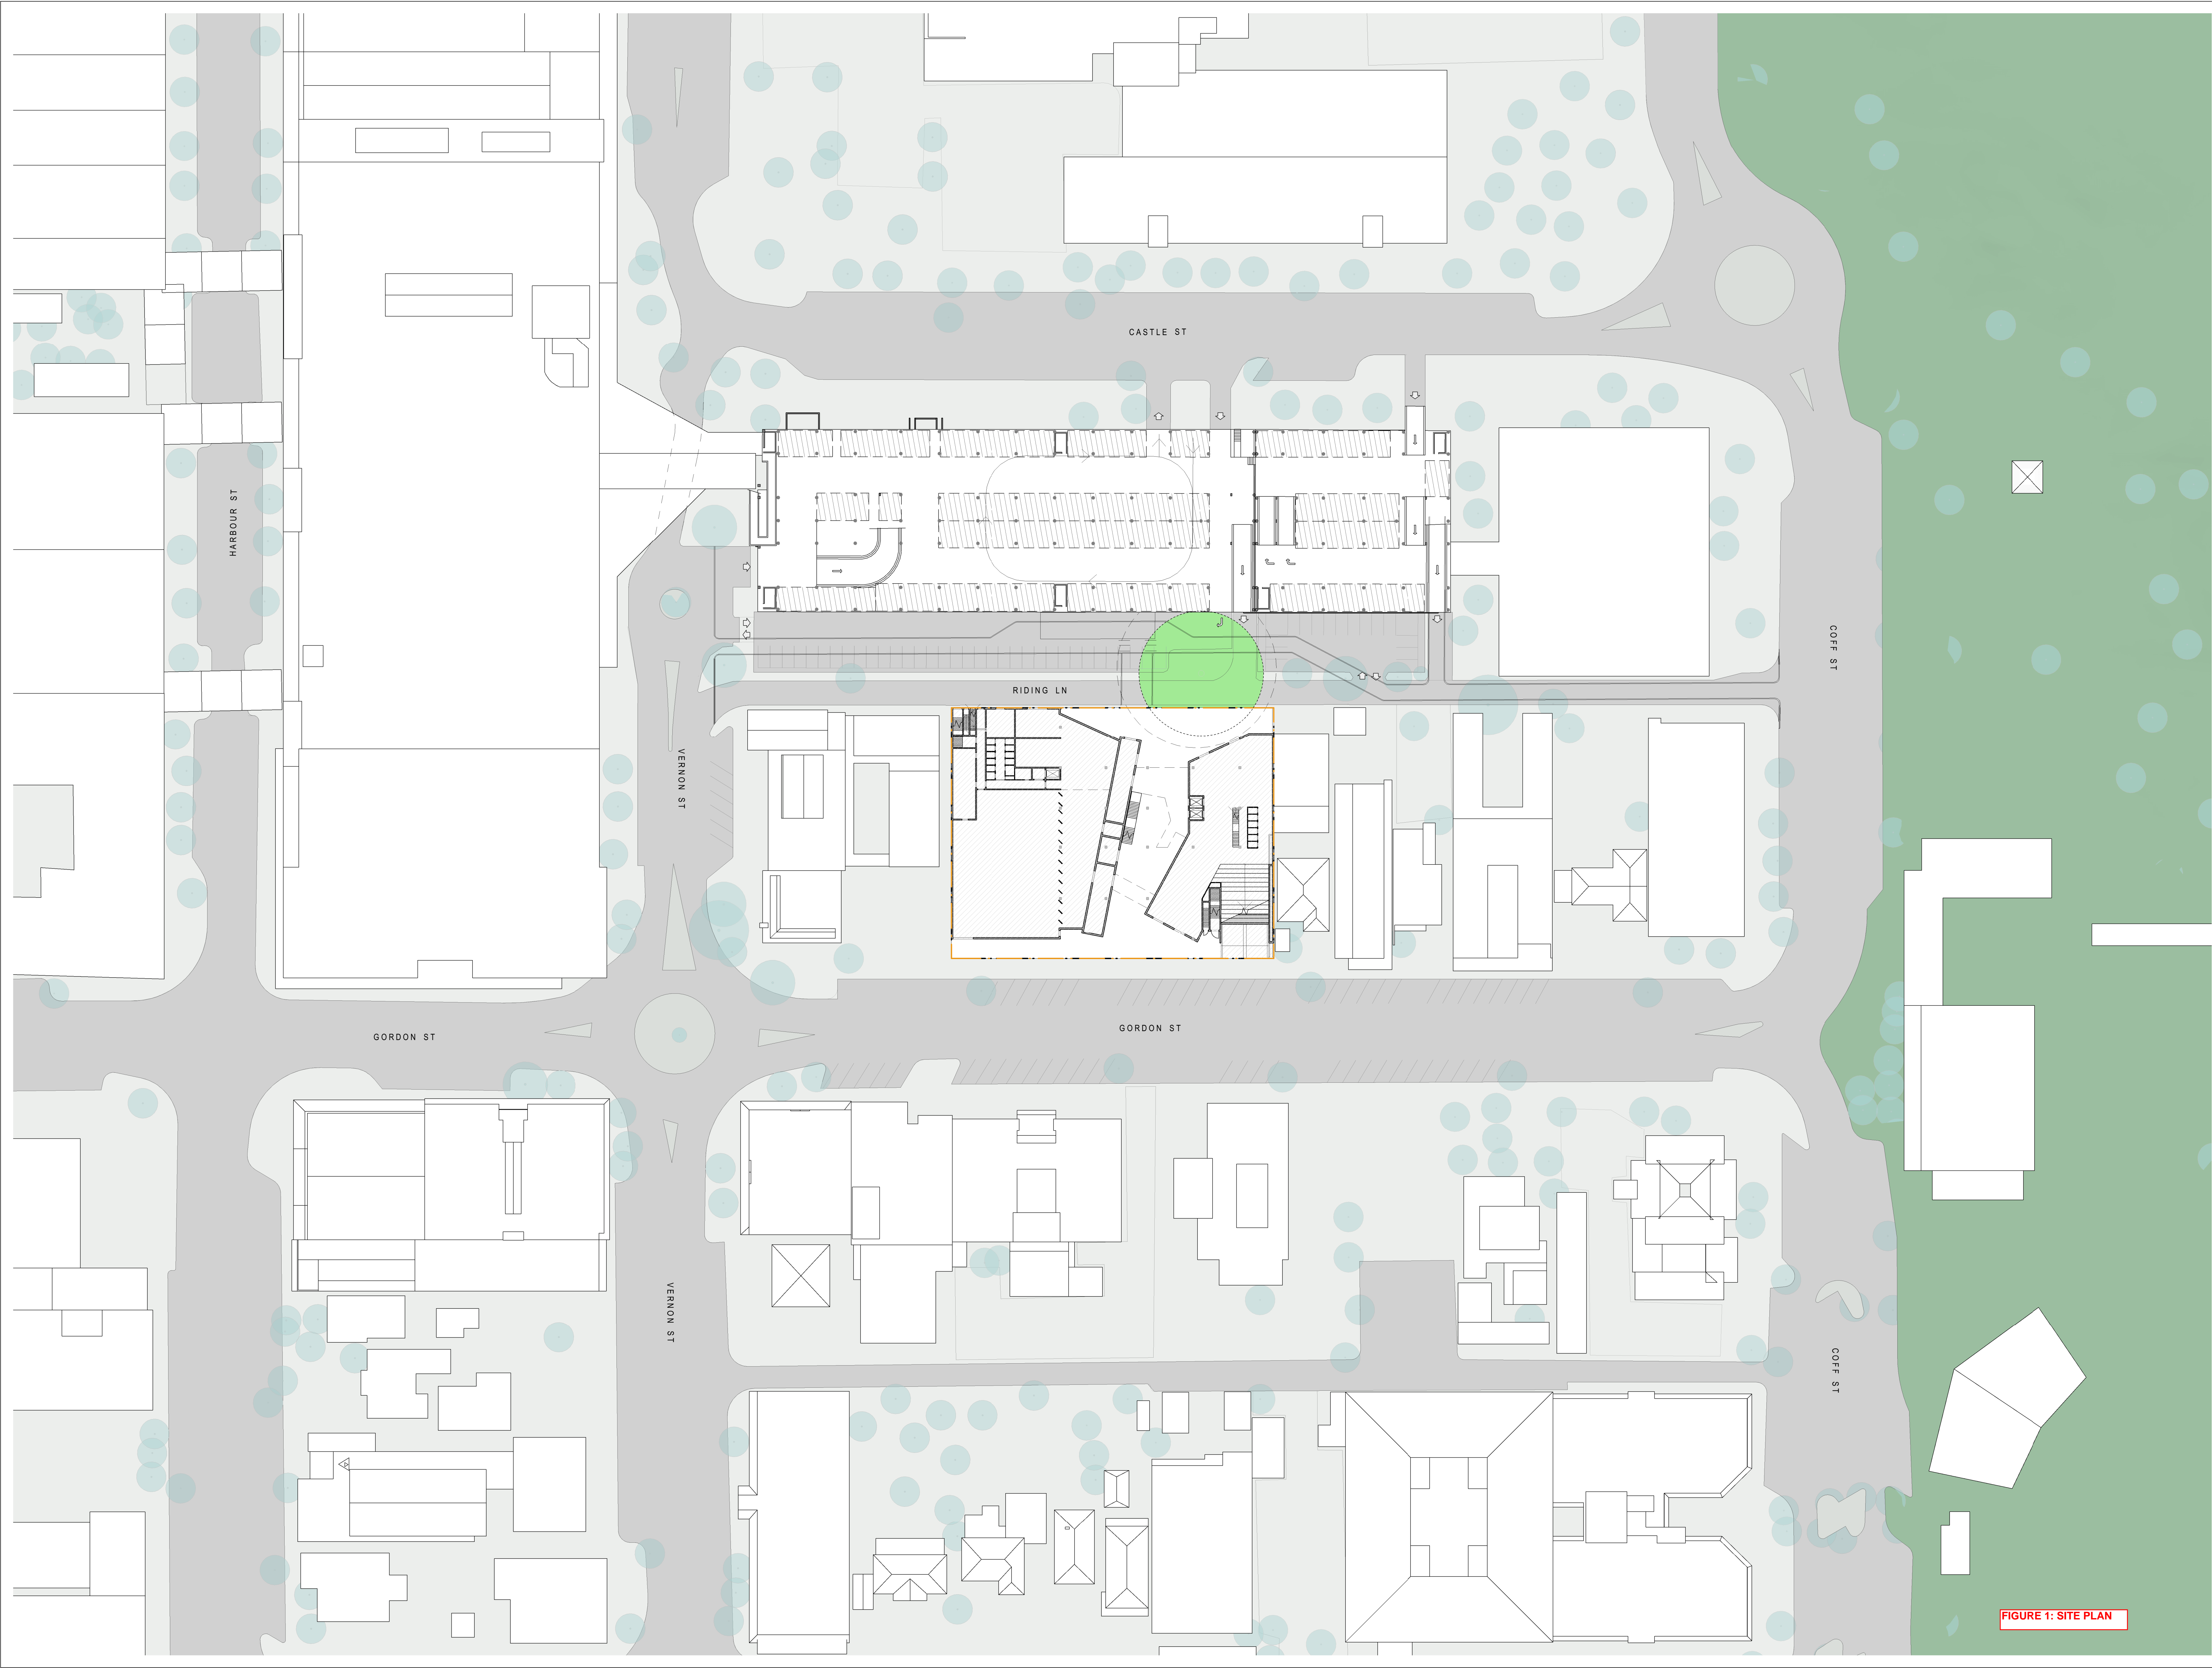 CASTLE ST
HARBOUR ST
COFF ST
RIDING LN
VERNON ST
GORDON ST
GORDON ST
VERNON ST
COFF ST
FIGURE 1: SITE PLAN